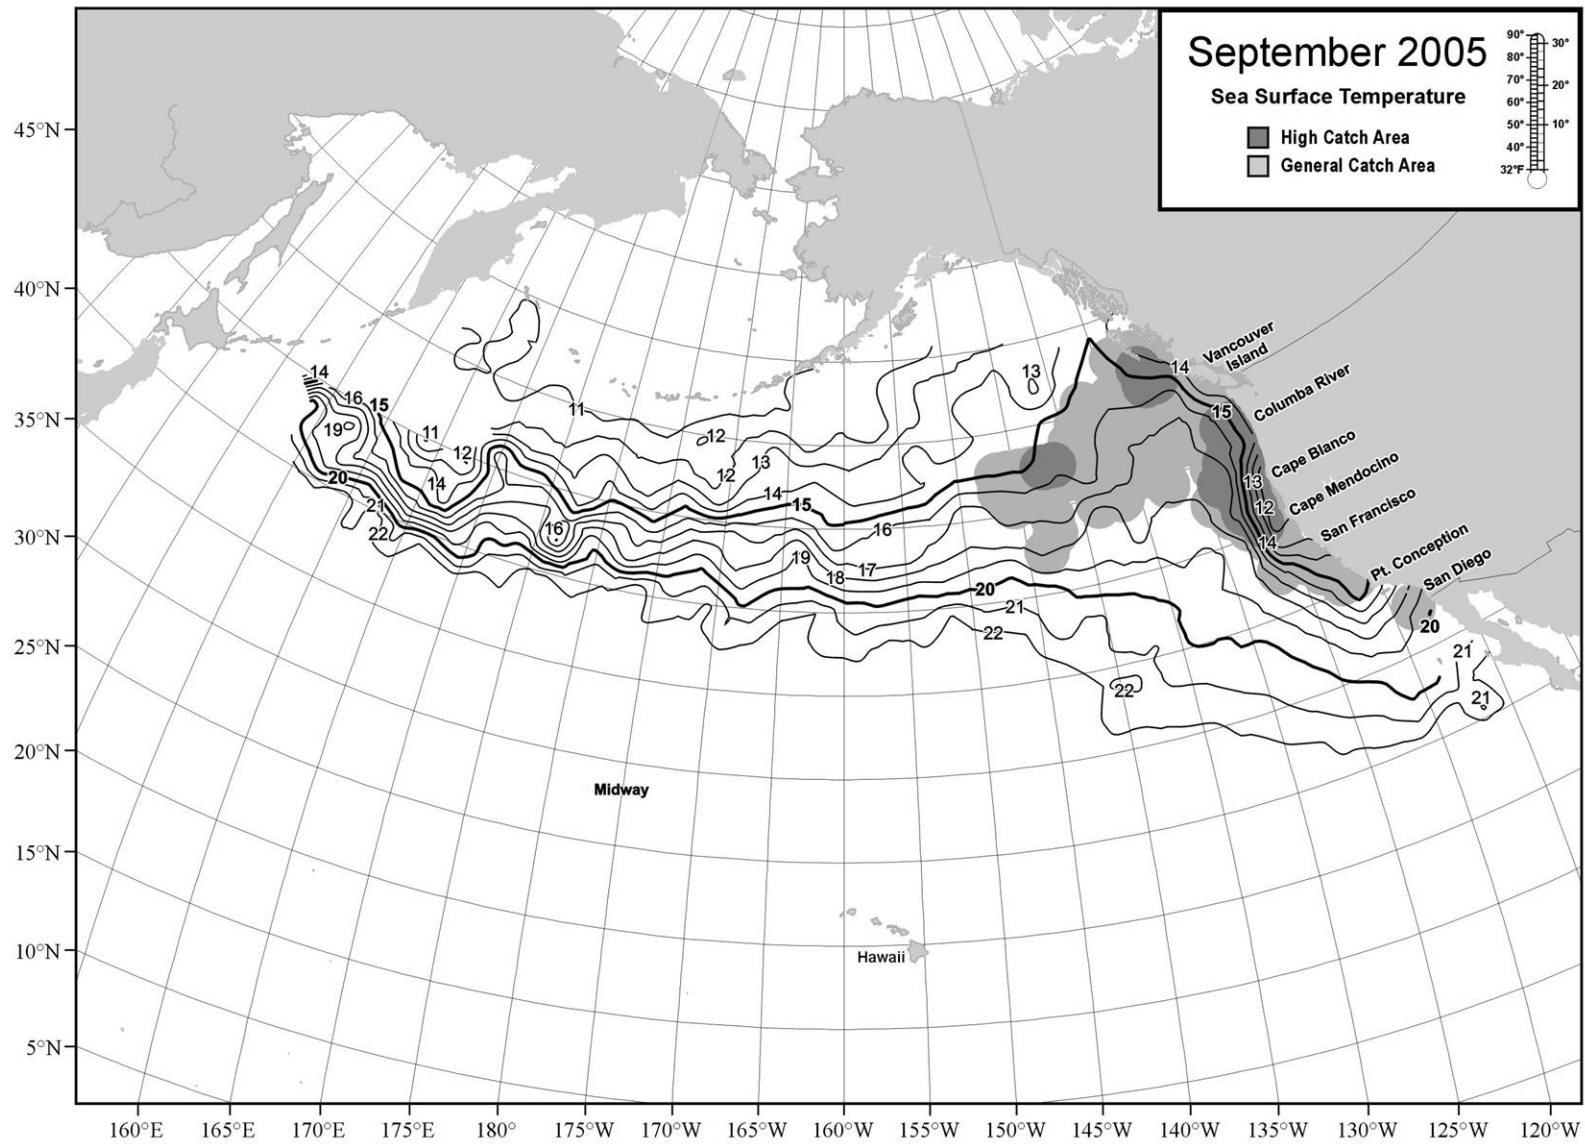 September 2005
Sea Surface Temperature
High Catch Area
General Catch Area
90°
80°
70°
60°
50°
40°
32°F
30°
20°
10°
45°N
40°N
35°N
30°N
25°N
20°N
15°N
10°N
5°N
Vancouver
Island
Columba River
Cape Blanco
Cape Mendocino
San Francisco
Pt. Conception
San Diego
14
16
15
19
11
12
14
20
21
22
11
12
12
13
13
14
15
16
16
17
18
19
20
21
22
22
14
15
13
12
14
20
21
21
Midway
Hawaii
160°E
165°E
170°E
175°E
180°
175°W
170°W
165°W
160°W
155°W
150°W
145°W
140°W
135°W
130°W
125°W
120°W